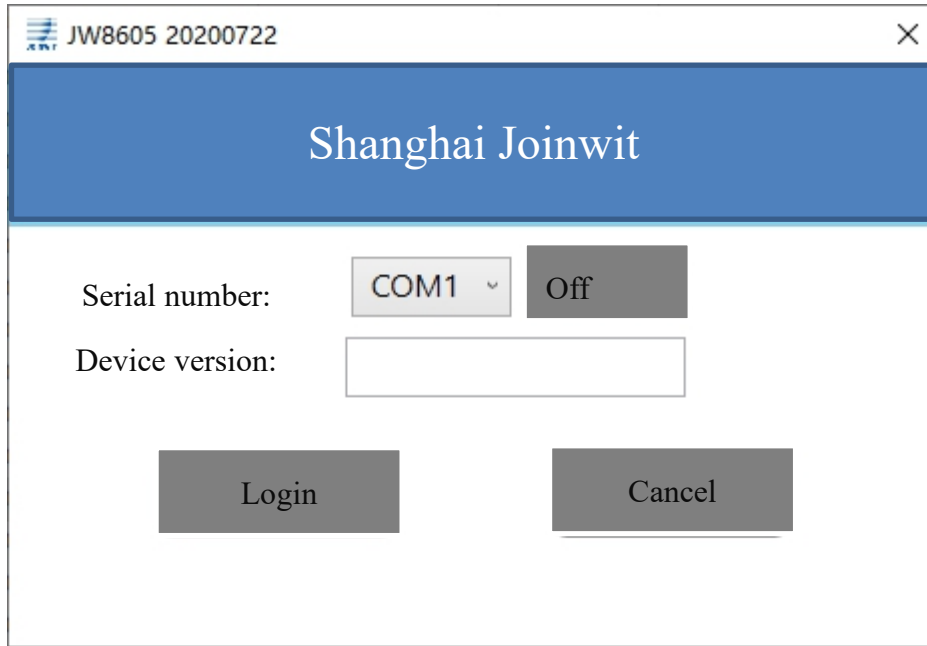 JW8605 20200722
Shanghai Joinwit
Serial number: COM1 Off
Device version:
Login Cancel